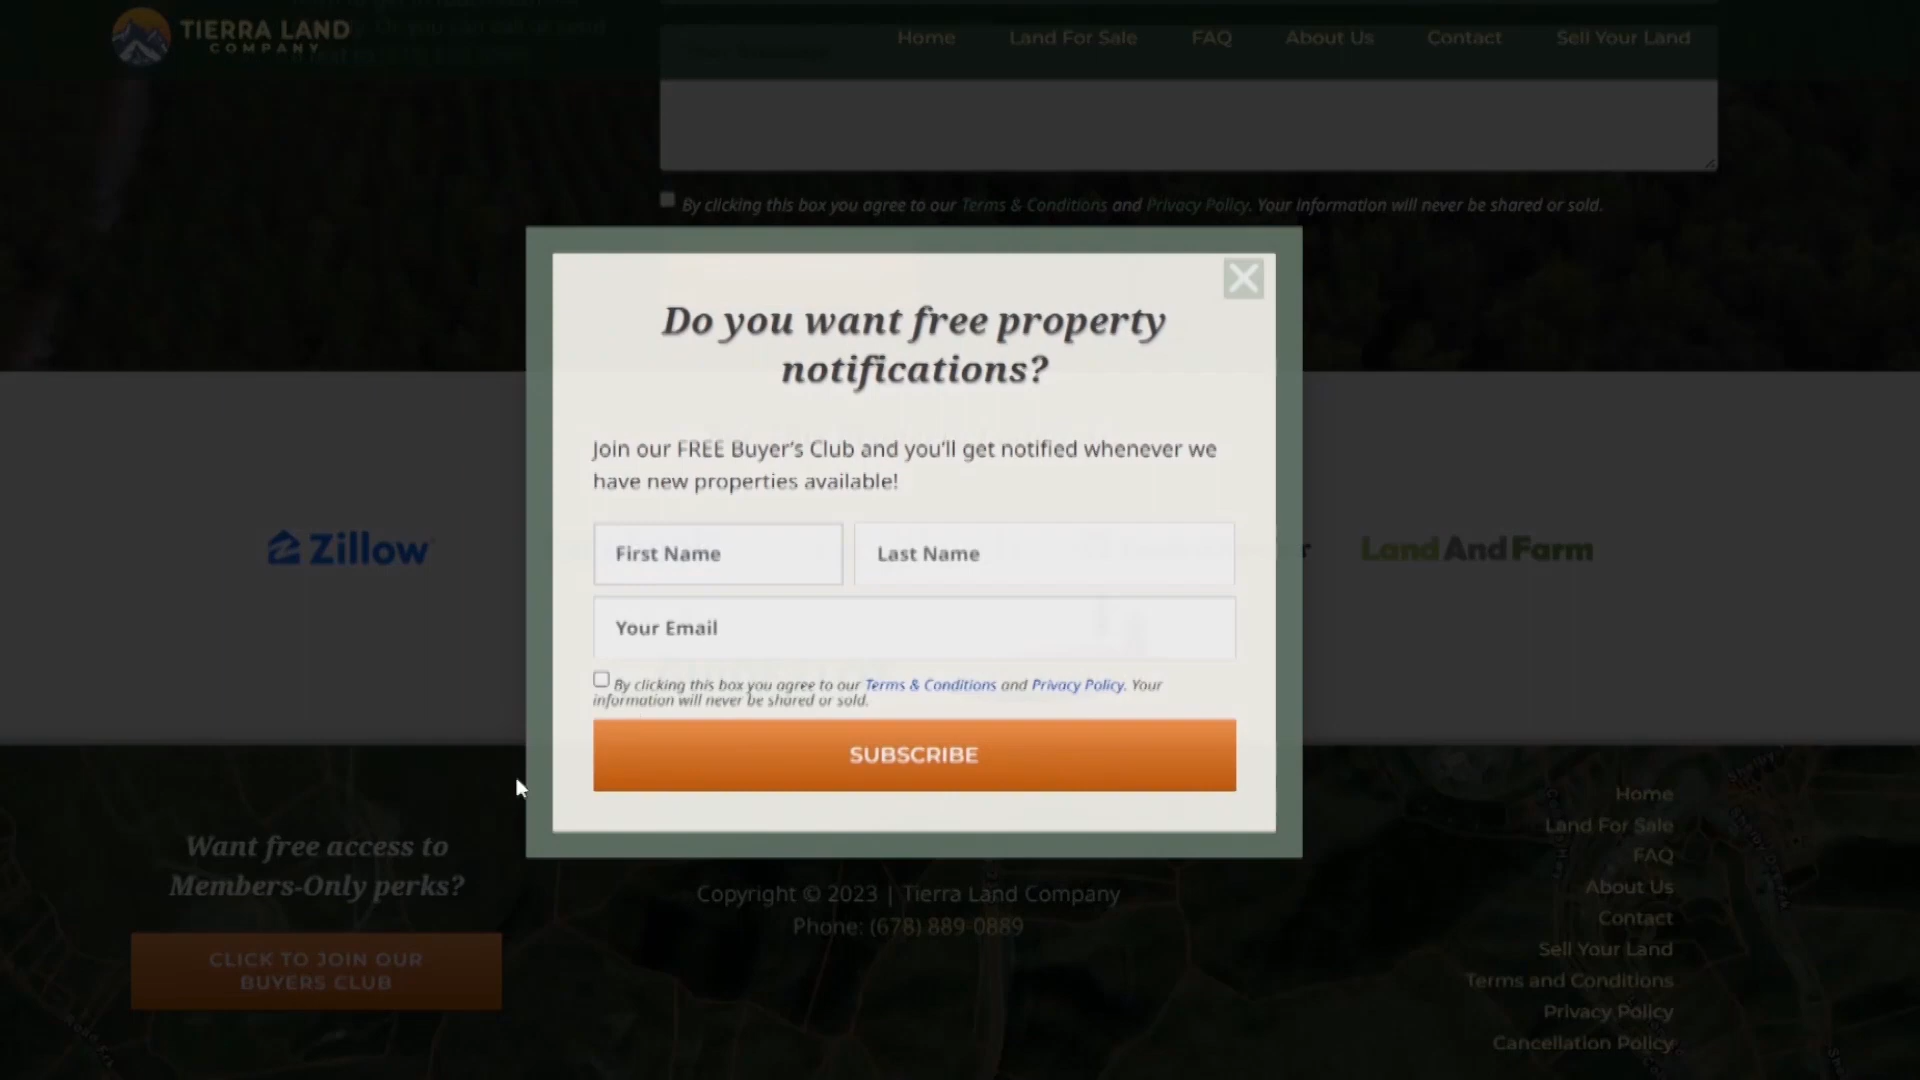 TIERRA LAND
COMPANY
Home
Land For Sale
FAQ
About Us
Contact
Sell Your Land
By clicking this box you agree to our Terms & Conditions and Privacy Policy. Your information will never be shared or sold.
Do you want free property
notifications?
Join our FREE Buyer's Club and you'll get notified whenever we
have new properties available!
First Name
Last Name
Your Email
By clicking this box you agree to our Terms & Conditions and Privacy Policy. Your
information will never be shared or sold.
SUBSCRIBE
Zillow
Land And Farm
Want free access to
Members-Only perks?
CLICK TO JOIN OUR
BUYERS CLUB
Copyright © 2023 | Tierra Land Company
Phone: (678) 889-0889
Home
Land For Sale
FAQ
About Us
Contact
Sell Your Land
Terms and Conditions
Privacy Policy
Cancellation Policy